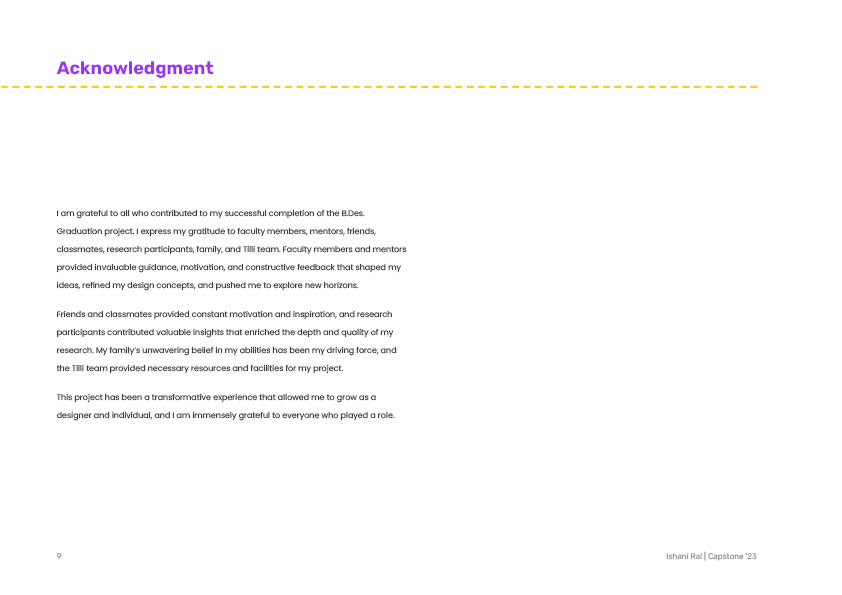 Acknowledgment
I am grateful to all who contributed to my successful completion of the B.Des.
Graduation project. I express my gratitude to faculty members, mentors, friends,
classmates, research participants, family, and Tilli team. Faculty members and mentors
provided invaluable guidance, motivation, and constructive feedback that shaped my
ideas, refined my design concepts, and pushed me to explore new horizons.
Friends and classmates provided constant motivation and inspiration, and research
participants contributed valuable insights that enriched the depth and quality of my
research. My family's unwavering belief in my abilities has been my driving force, and
the Tilli team provided necessary resources and facilities for my project.
This project has been a transformative experience that allowed me to grow as a
designer and individual, and I am immensely grateful to everyone who played a role.
9
Ishani Rai | Capstone '23